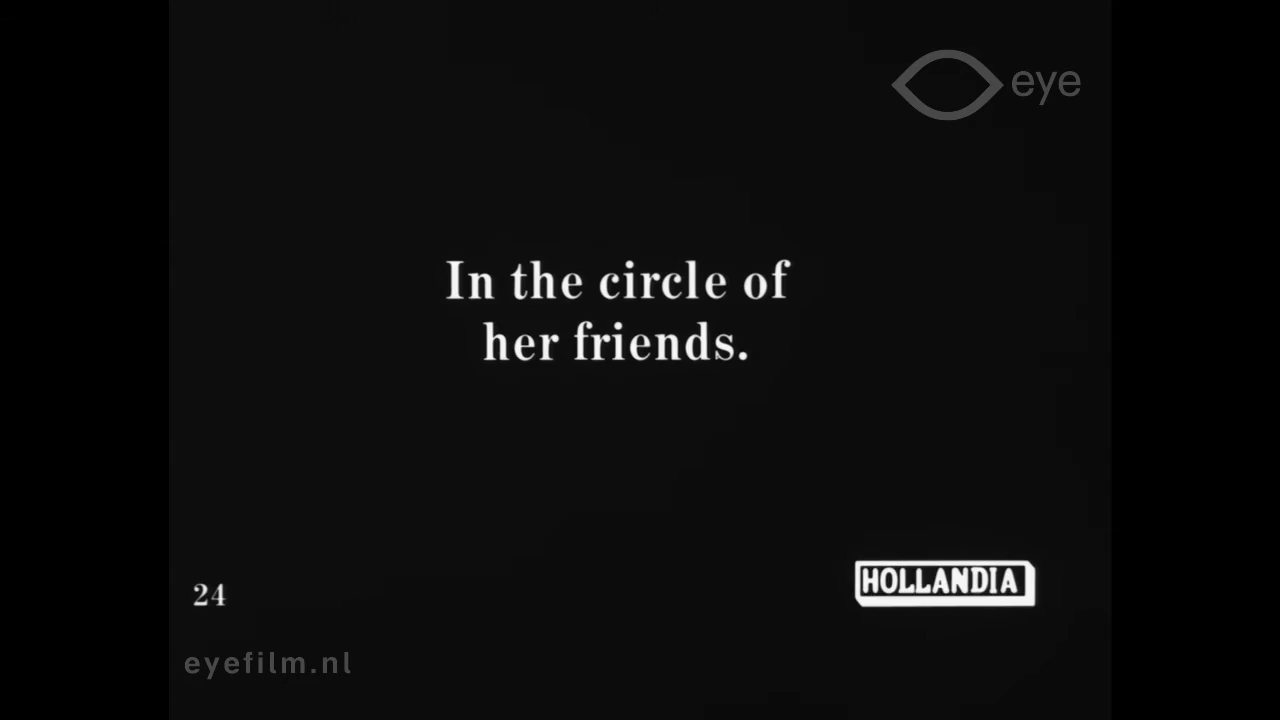 eye
In the circle of
her friends.
24
HOLLANDIA
eyefilm.nl